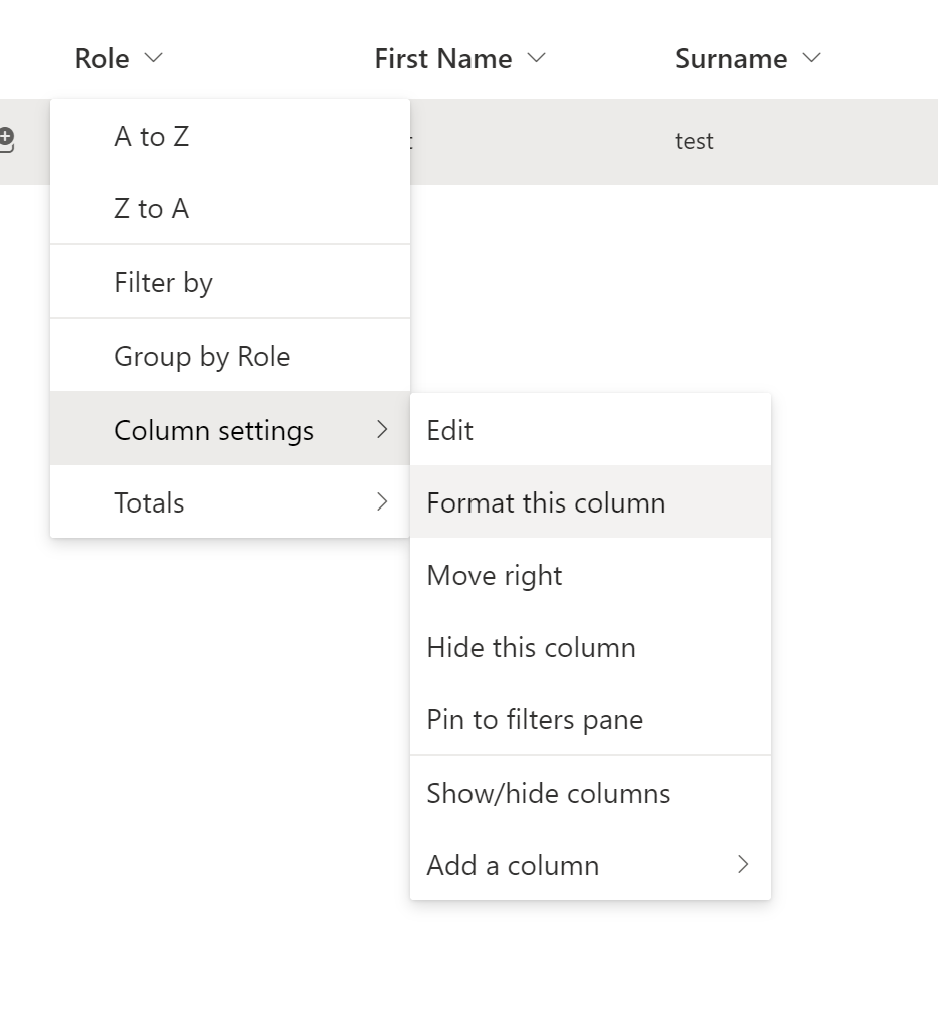 Role
First Name
Surname
A to Z
test
Z to A
Filter by
Group by Role
Column settings
Edit
Totals
Format this column
Move right
Hide this column
Pin to filters pane
Show/hide columns
Add a column